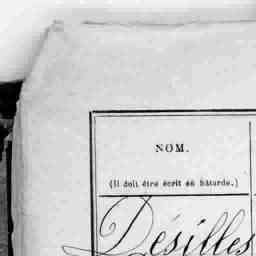 NOM.
(Il doit être écrit en bâtarde.)
Désilles